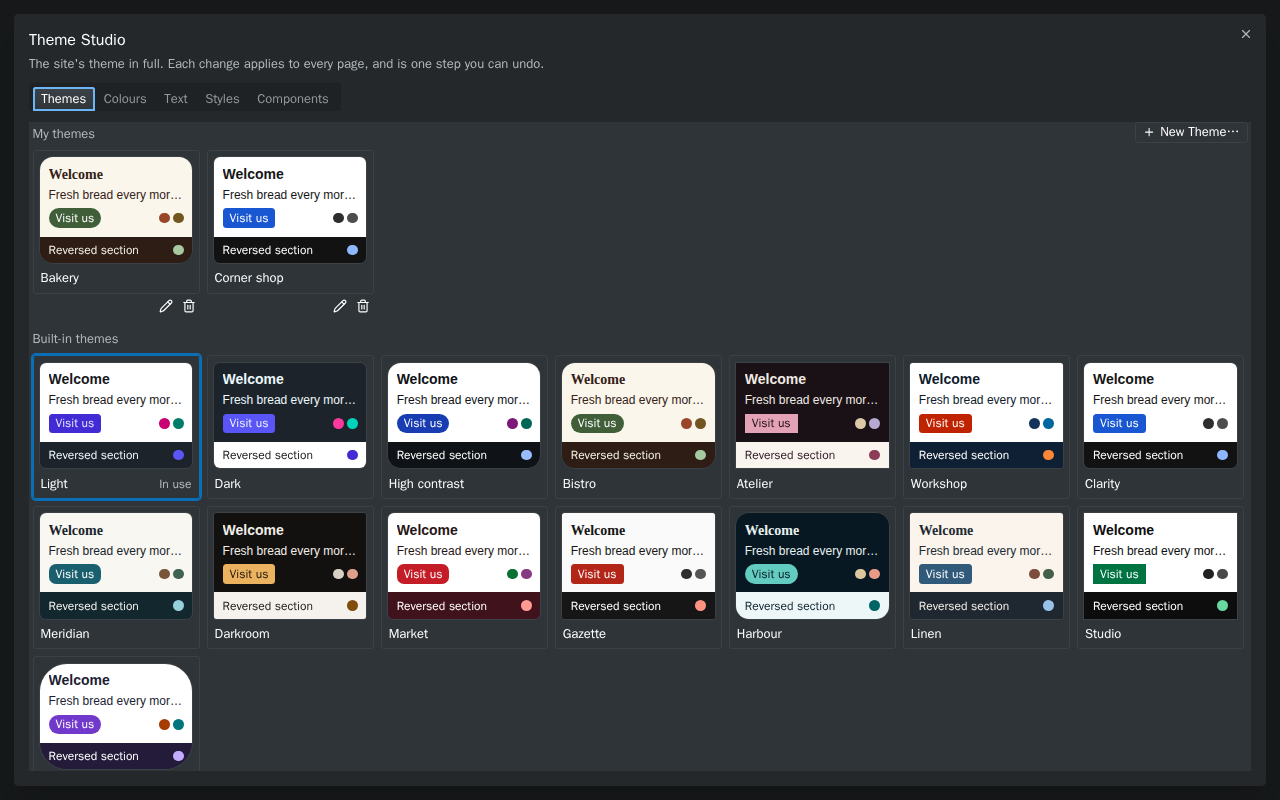 Theme Studio
The site's theme in full. Each change applies to every page, and is one step you can undo.
Themes Colours Text Styles Components
My themes
+ New Theme⋯
Welcome Welcome
Fresh bread every mor… Fresh bread every mor…
Visit us Visit us
Reversed section Reversed section
Bakery Corner shop
Built-in themes
Welcome Welcome Welcome Welcome Welcome Welcome Welcome
Fresh bread every mor… Fresh bread every mor… Fresh bread every mor… Fresh bread every mor… Fresh bread every mor… Fresh bread every mor… Fresh bread every mor…
Visit us Visit us Visit us Visit us Visit us Visit us Visit us
Reversed section Reversed section Reversed section Reversed section Reversed section Reversed section Reversed section
Light In use Dark High contrast Bistro Atelier Workshop Clarity
Welcome Welcome Welcome Welcome Welcome Welcome Welcome
Fresh bread every mor… Fresh bread every mor… Fresh bread every mor… Fresh bread every mor… Fresh bread every mor… Fresh bread every mor… Fresh bread every mor…
Visit us Visit us Visit us Visit us Visit us Visit us Visit us
Reversed section Reversed section Reversed section Reversed section Reversed section Reversed section Reversed section
Meridian Darkroom Market Gazette Harbour Linen Studio
Welcome
Fresh bread every mor…
Visit us
Reversed section